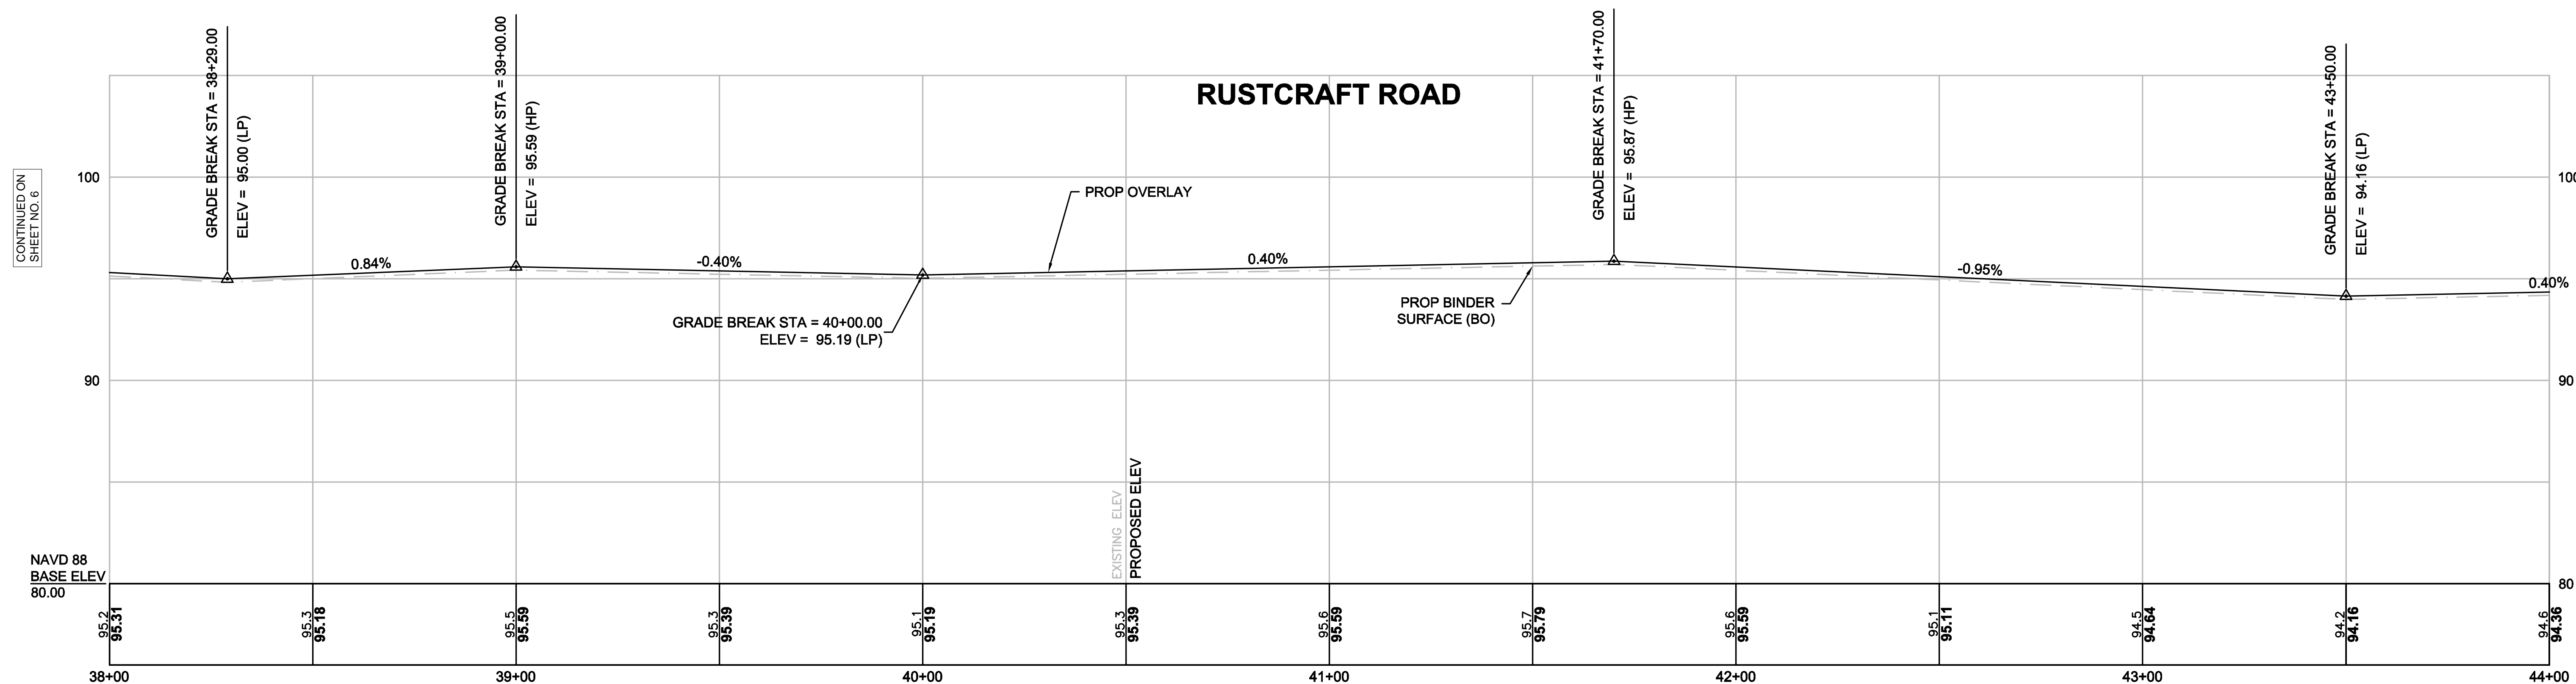 GRADE BREAK STA = 38+29.00
ELEV = 95.00 (LP)
GRADE BREAK STA = 39+00.00
ELEV = 95.59 (HP)
GRADE BREAK STA = 41+70.00
ELEV = 95.87 (HP)
GRADE BREAK STA = 43+50.00
ELEV = 94.16 (LP)
RUSTCRAFT ROAD
CONTINUED ON
SHEET NO. 6
100
100
PROP OVERLAY
0.84%
-0.40%
0.40%
-0.95%
0.40%
GRADE BREAK STA = 40+00.00
ELEV = 95.19 (LP)
PROP BINDER
SURFACE (BO)
90
90
EXISTING ELEV
PROPOSED ELEV
NAVD 88
BASE ELEV
80.00
80
95.2
95.31
95.3
95.18
95.5
95.59
95.3
95.39
95.1
95.19
95.3
95.39
95.6
95.59
95.7
95.79
95.6
95.59
95.1
95.11
94.5
94.64
94.2
94.16
94.6
94.36
38+00
39+00
40+00
41+00
42+00
43+00
44+00